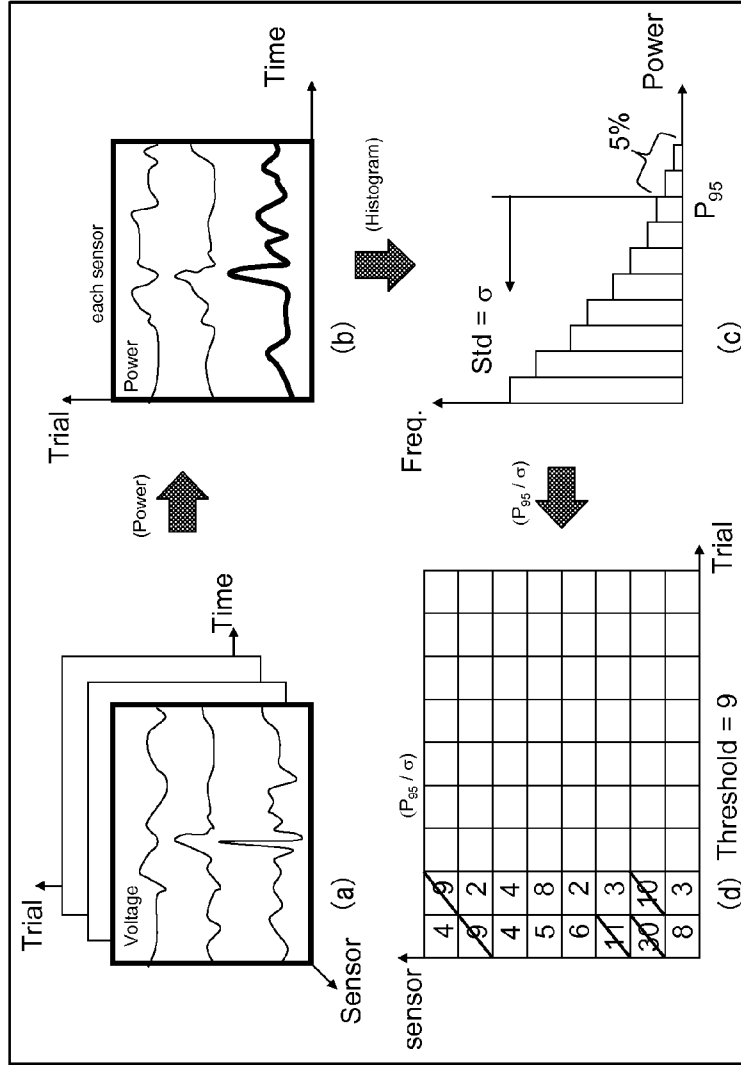 Trial
Voltage
Time
Sensor
(a)
(Power)
Trial
each sensor
Power
Time
(b)
(Histogram)
Freq.
Std = σ
5%
Power
P95
(c)
(P95 / σ)
(P95 / σ)
sensor
4 9
9 2
4 4
5 8
6 2
11 3
30 10
8 3
Trial
(d)
Threshold = 9